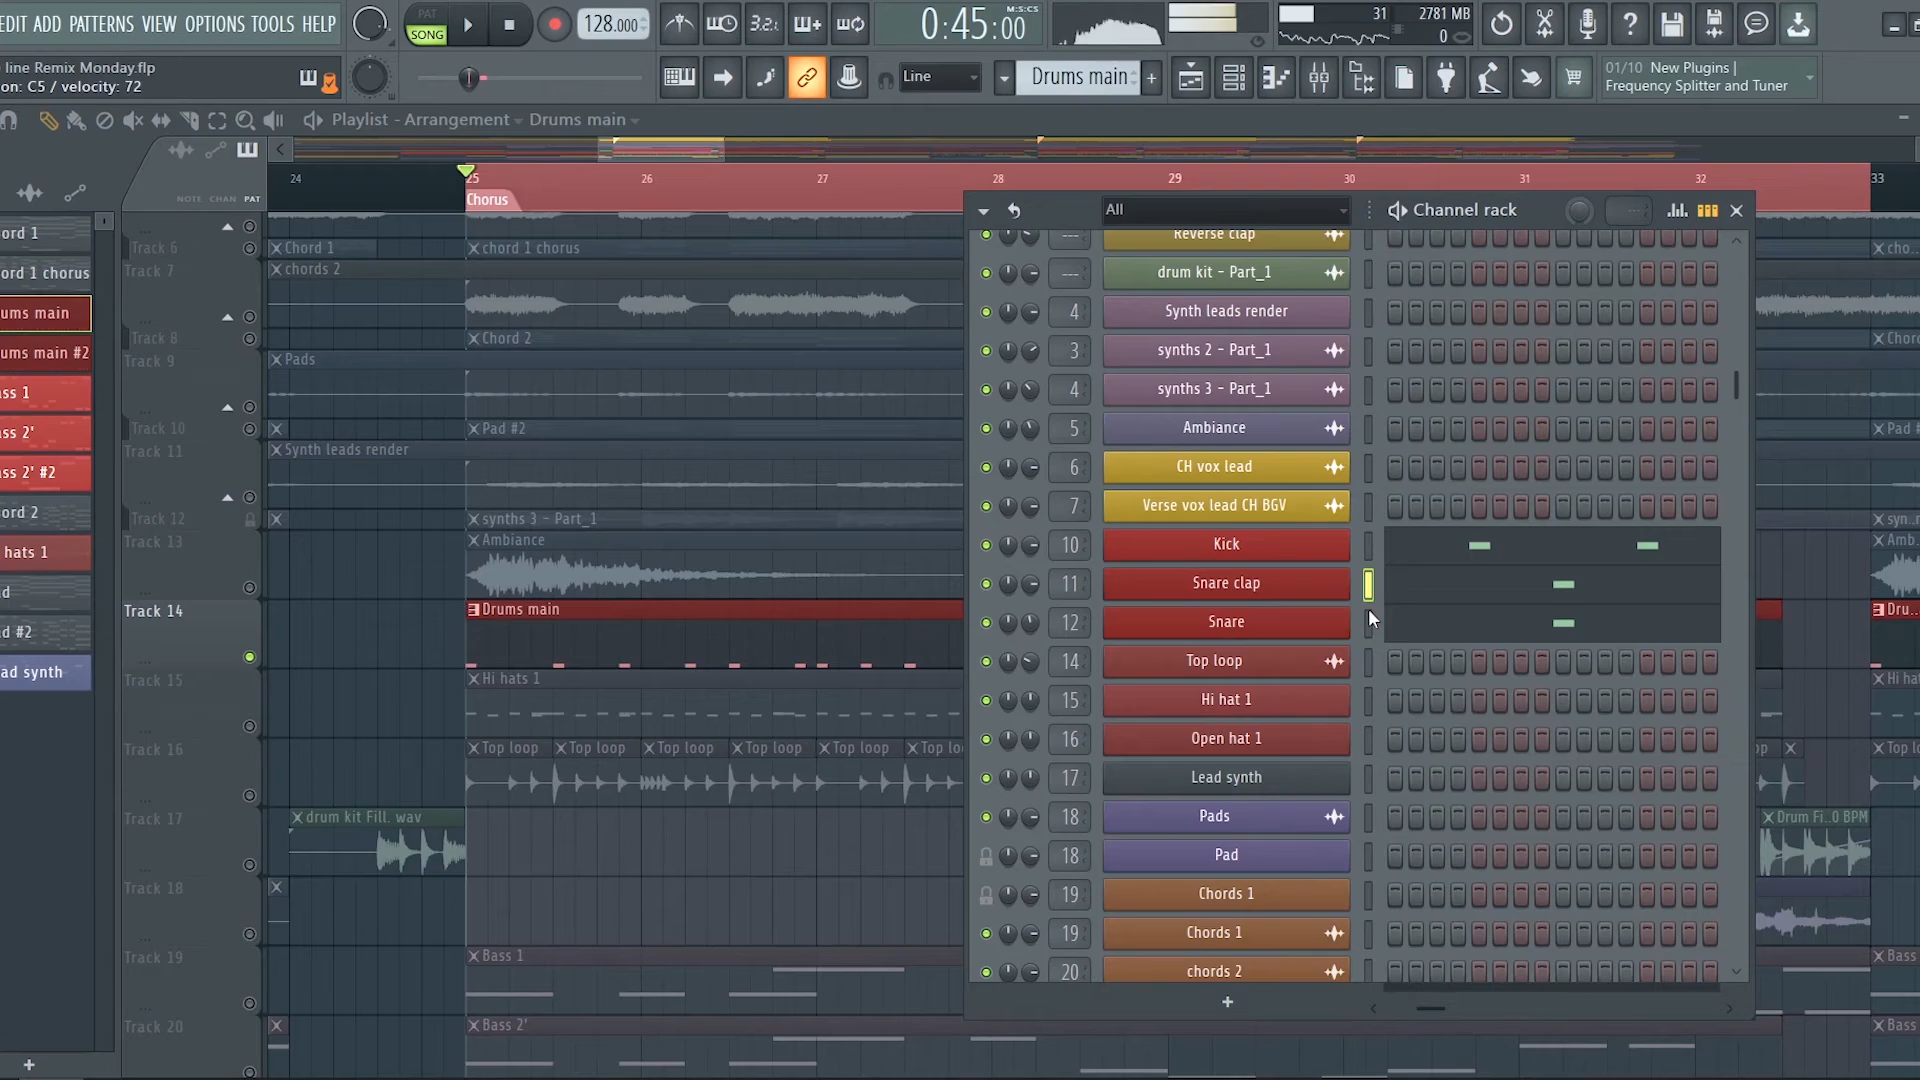 EDIT ADD PATTERNS VIEW OPTIONS TOOLS HELP
PAT
SONG
128.000
3.2.
0:45:00
M:S:CS
31
2781 MB
0
line Remix Monday.flp
on: C5 / velocity: 72
Line
Drums main
+
01/10 New Plugins |
Frequency Splitter and Tuner
Playlist - Arrangement
Drums main
NOTE CHAN PAT
24
25
26
27
28
29
30
31
32
33
Chorus
ord 1
ord 1 chorus
ums main
ums main #2
ass 1
ss 2'
ss 2' #2
ord 2
hats 1
d
d #2
ad synth
+
Track 6
Chord 1
chord 1 chorus
cho..
Track 7
chords 2
Track 8
Chord 2
Chor
Track 9
Pads
Track 10
Pad #2
Pad #
Track 11
Synth leads render
Track 12
synths 3 - Part_1
syn..r
Track 13
Ambiance
Amb.
Track 14
Drums main
Dru..
Track 15
Hi hats 1
Hi hat
Track 16
Top loop
Top loop
Top loop
Top loop
Top loop
Top lo
op
Top lo
Track 17
drum kit Fill. wav
Drum Fi..0 BPM
Track 18
Track 19
Bass 1
Bass
Track 20
Bass 2'
Bass
All
Channel rack
---
Reverse clap
---
drum kit - Part_1
4
Synth leads render
3
synths 2 - Part_1
4
synths 3 - Part_1
5
Ambiance
6
CH vox lead
7
Verse vox lead CH BGV
10
Kick
11
Snare clap
12
Snare
14
Top loop
15
Hi hat 1
16
Open hat 1
17
Lead synth
18
Pads
18
Pad
19
Chords 1
19
Chords 1
20
chords 2
+